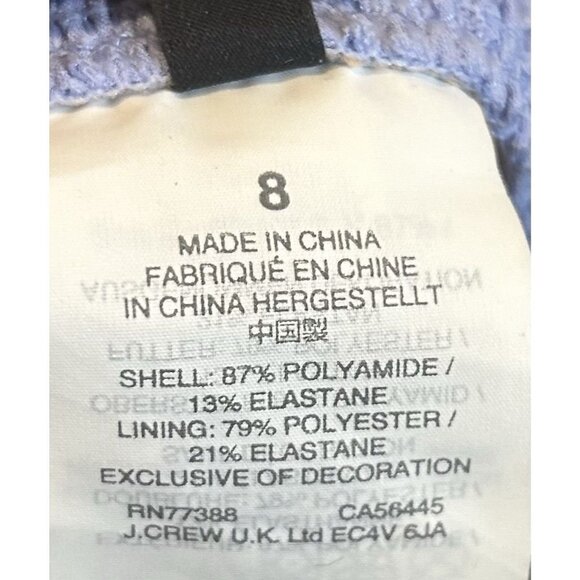 8
MADE IN CHINA
FABRIQUÉ EN CHINE
IN CHINA HERGESTELLT
中国製
SHELL: 87% POLYAMIDE /
13% ELASTANE
LINING: 79% POLYESTER /
21% ELASTANE
EXCLUSIVE OF DECORATION
RN77388 CA56445
J.CREW U.K. Ltd EC4V 6JA